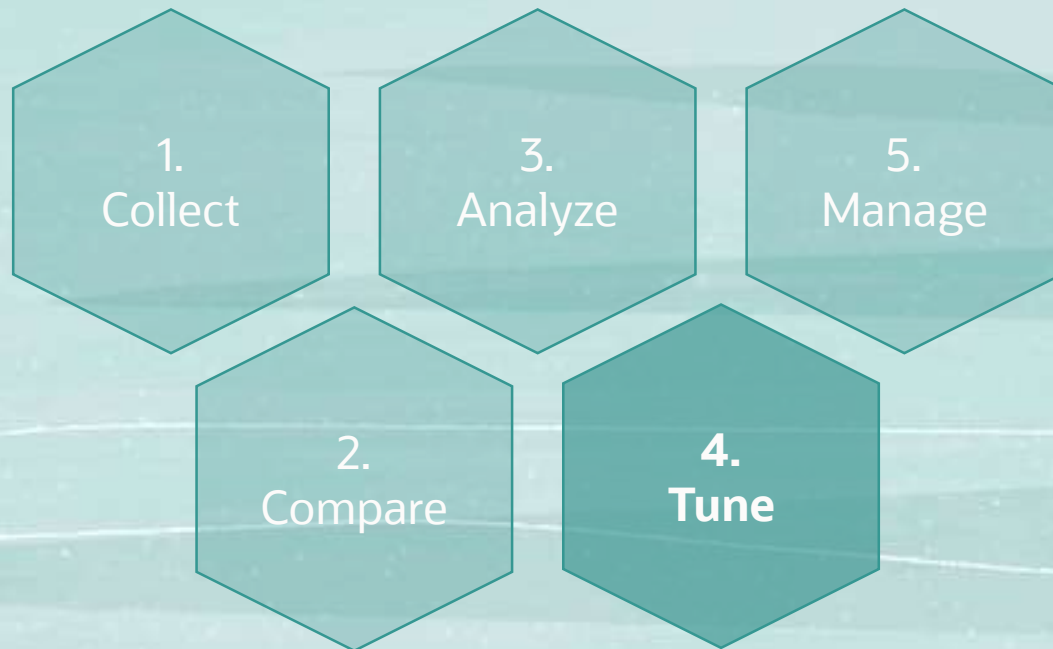 1.
Collect
3.
Analyze
5.
Manage
2.
Compare
4.
Tune